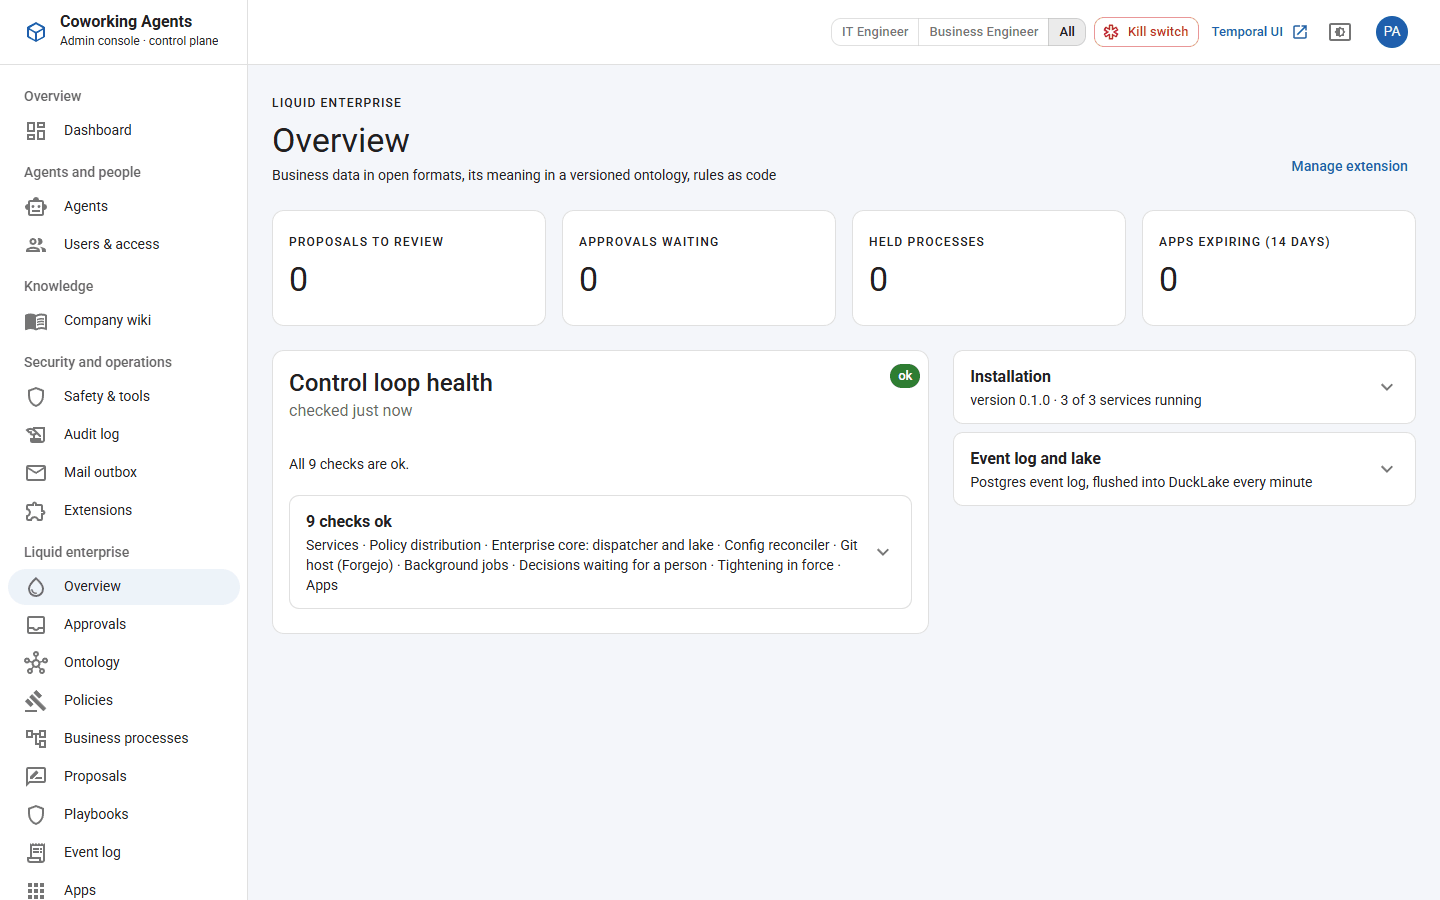 Coworking Agents
Admin console · control plane
IT Engineer
Business Engineer
All
Kill switch
Temporal UI
PA
Overview
Dashboard
Agents and people
Agents
Users & access
Knowledge
Company wiki
Security and operations
Safety & tools
Audit log
Mail outbox
Extensions
Liquid enterprise
Overview
Approvals
Ontology
Policies
Business processes
Proposals
Playbooks
Event log
Apps
LIQUID ENTERPRISE
Overview
Business data in open formats, its meaning in a versioned ontology, rules as code
Manage extension
PROPOSALS TO REVIEW
0
APPROVALS WAITING
0
HELD PROCESSES
0
APPS EXPIRING (14 DAYS)
0
Control loop health
ok
checked just now
All 9 checks are ok.
9 checks ok
Services · Policy distribution · Enterprise core: dispatcher and lake · Config reconciler · Git
host (Forgejo) · Background jobs · Decisions waiting for a person · Tightening in force ·
Apps
Installation
version 0.1.0 · 3 of 3 services running
Event log and lake
Postgres event log, flushed into DuckLake every minute